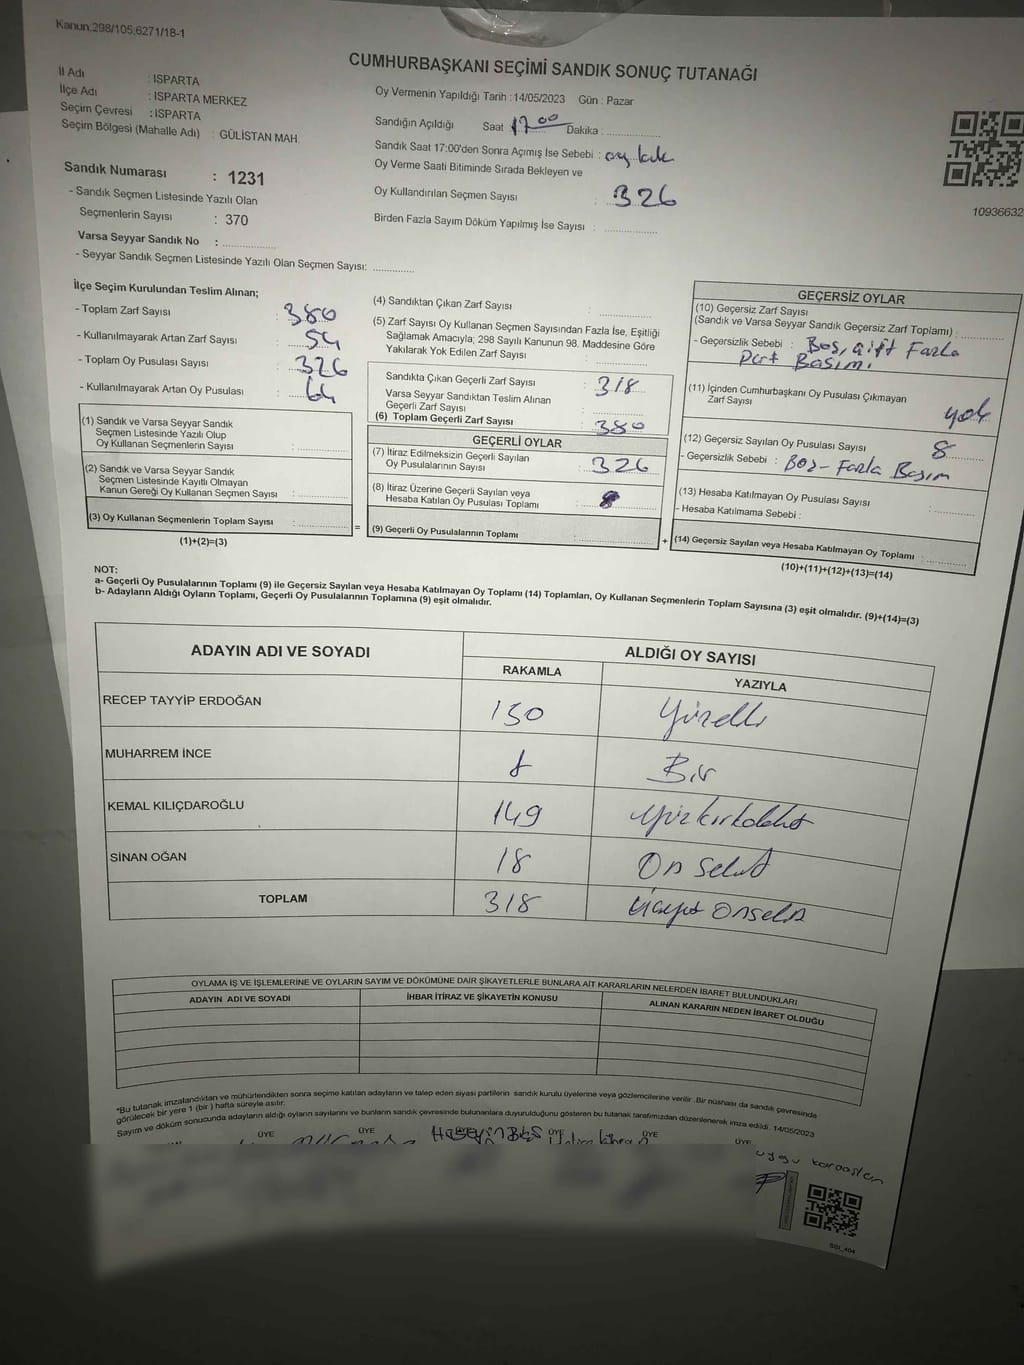 Kanun.298/105,6271/18-1
CUMHURBAŞKANI SEÇİMİ SANDIK SONUÇ TUTANAĞI
İl Adı : ISPARTA
İlçe Adı : ISPARTA MERKEZ
Seçim Çevresi : ISPARTA
Seçim Bölgesi (Mahalle Adı) : GÜLİSTAN MAH.
Sandık Numarası : 1231
- Sandık Seçmen Listesinde Yazılı Olan
Seçmenlerin Sayısı : 370
Varsa Seyyar Sandık No : ..............
- Seyyar Sandık Seçmen Listesinde Yazılı Olan Seçmen Sayısı: ............
Oy Vermenin Yapıldığı Tarih : 14/05/2023 Gün : Pazar
Sandığın Açıldığı Saat 17.00 Dakika : ..............
Sandık Saat 17:00'den Sonra Açımış İse Sebebi :
Oy Verme Saati Bitiminde Sırada Bekleyen ve
Oy Kullandırılan Seçmen Sayısı : 326
Birden Fazla Sayım Döküm Yapılmış İse Sayısı : ..............
10936632
İlçe Seçim Kurulundan Teslim Alınan;
- Toplam Zarf Sayısı : 380
- Kullanılmayarak Artan Zarf Sayısı : 54
- Toplam Oy Pusulası Sayısı : 326
- Kullanılmayarak Artan Oy Pusulası : 64
(1) Sandık ve Varsa Seyyar Sandık
Seçmen Listesinde Yazılı Olup
Oy Kullanan Seçmenlerin Sayısı : ..............
(2) Sandık ve Varsa Seyyar Sandık
Seçmen Listesinde Kayıtlı Olmayan
Kanun Gereği Oy Kullanan Seçmen Sayısı : ..............
(3) Oy Kullanan Seçmenlerin Toplam Sayısı : ..............
(1)+(2)=(3)
=
(4) Sandıktan Çıkan Zarf Sayısı : ..............
(5) Zarf Sayısı Oy Kullanan Seçmen Sayısından Fazla İse, Eşitliği
Sağlamak Amacıyla; 298 Sayılı Kanunun 98. Maddesine Göre
Yakılarak Yok Edilen Zarf Sayısı : ..............
Sandıkta Çıkan Geçerli Zarf Sayısı : 318
Varsa Seyyar Sandıktan Teslim Alınan
Geçerli Zarf Sayısı : ..............
(6) Toplam Geçerli Zarf Sayısı : 380
GEÇERLİ OYLAR
(7) İtiraz Edilmeksizin Geçerli Sayılan
Oy Pusulalarının Sayısı : 326
(8) İtiraz Üzerine Geçerli Sayılan veya
Hesaba Katılan Oy Pusulası Toplamı :
(9) Geçerli Oy Pusulalarının Toplamı : ..............
+
GEÇERSİZ OYLAR
(10) Geçersiz Zarf Sayısı
(Sandık ve Varsa Seyyar Sandık Geçersiz Zarf Toplamı) : ..........
- Geçersizlik Sebebi : Boş, Çift Fazla
Basım.
(11) İçinden Cumhurbaşkanı Oy Pusulası Çıkmayan
Zarf Sayısı yok
(12) Geçersiz Sayılan Oy Pusulası Sayısı : 8
- Geçersizlik Sebebi : Boş - Fazla Basım
(13) Hesaba Katılmayan Oy Pusulası Sayısı : ..............
- Hesaba Katılmama Sebebi :
(14) Geçersiz Sayılan veya Hesaba Katılmayan Oy Toplamı : ..............
(10)+(11)+(12)+(13)=(14)
NOT:
a- Geçerli Oy Pusulalarının Toplamı (9) ile Geçersiz Sayılan veya Hesaba Katılmayan Oy Toplamı (14) Toplamları, Oy Kullanan Seçmenlerin Toplam Sayısına (3) eşit olmalıdır. (9)+(14)=(3)
b- Adayların Aldığı Oyların Toplamı, Geçerli Oy Pusulalarının Toplamına (9) eşit olmalıdır.
ADAYIN ADI VE SOYADI ALDIĞI OY SAYISI
RAKAMLA YAZIYLA
RECEP TAYYİP ERDOĞAN 150 Yüzelli
MUHARREM İNCE 1 Bir
KEMAL KILIÇDAROĞLU 149 Yüzkırkdokuz
SİNAN OĞAN 18 On Sekiz
TOPLAM 318 Üçyüz Onsekiz
OYLAMA İŞ VE İŞLEMLERİNE VE OYLARIN SAYIM VE DÖKÜMÜNE DAİR ŞİKAYETLERLE BUNLARA AİT KARARLARIN NELERDEN İBARET BULUNDUKLARI
ADAYIN ADI VE SOYADI İHBAR İTİRAZ VE ŞİKAYETİN KONUSU ALINAN KARARIN NEDEN İBARET OLDUĞU
*Bu tutanak imzalandıktan ve mühürlendikten sonra seçime katılan adayların ve talep eden siyasi partilerin sandık kurulu üyelerine veya gözlemcilerine verilir. Bir nüshası da sandık çevresinde
görülecek bir yere 1 (bir) hafta süreyle asılır.
Sayım ve döküm sonucunda adayların aldığı oyların sayılarını ve bunların sandık çevresinde bulunanlara duyurulduğunu gösteren bu tutanak tarafımızdan düzenlenerek imza edildi. 14/05/2023
ÜYE ÜYE ÜYE ÜYE ÜYE